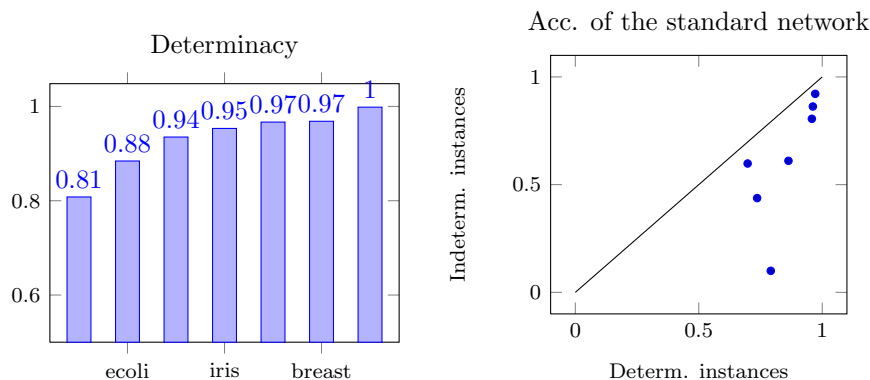 Determinacy
1
0.8
0.6
0.81
0.88
0.94
0.95
0.97
0.97
1
ecoli
iris
breast
Acc. of the standard network
Indeterm. instances
1
0.5
0
0
0.5
1
Determ. instances